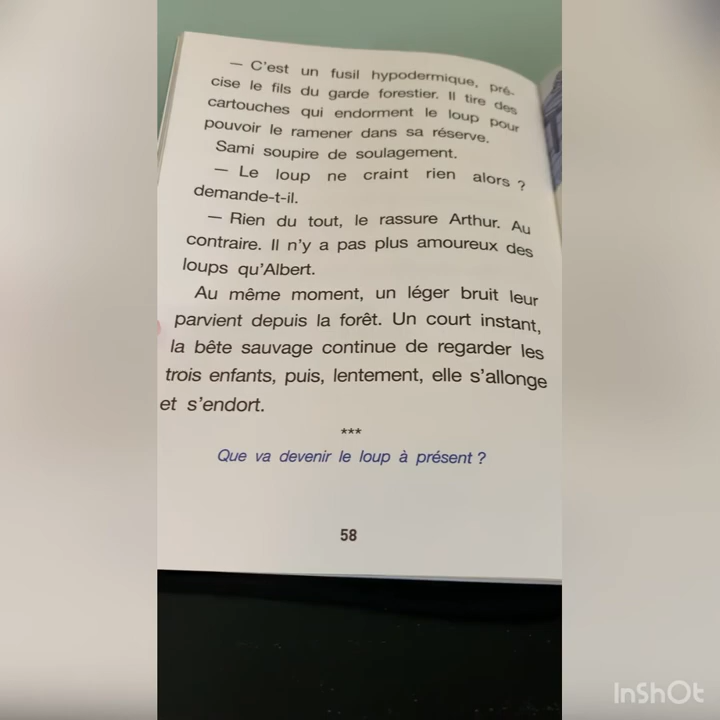 — C'est un fusil hypodermique, pré-
cise le fils du garde forestier. Il tire des
cartouches qui endorment le loup pour
pouvoir le ramener dans sa réserve.
Sami soupire de soulagement.
— Le loup ne craint rien alors ?
demande-t-il.
— Rien du tout, le rassure Arthur. Au
contraire. Il n'y a pas plus amoureux des
loups qu'Albert.
Au même moment, un léger bruit leur
parvient depuis la forêt. Un court instant,
la bête sauvage continue de regarder les
trois enfants, puis, lentement, elle s'allonge
et s'endort.
***
Que va devenir le loup à présent ?
58
InShOt